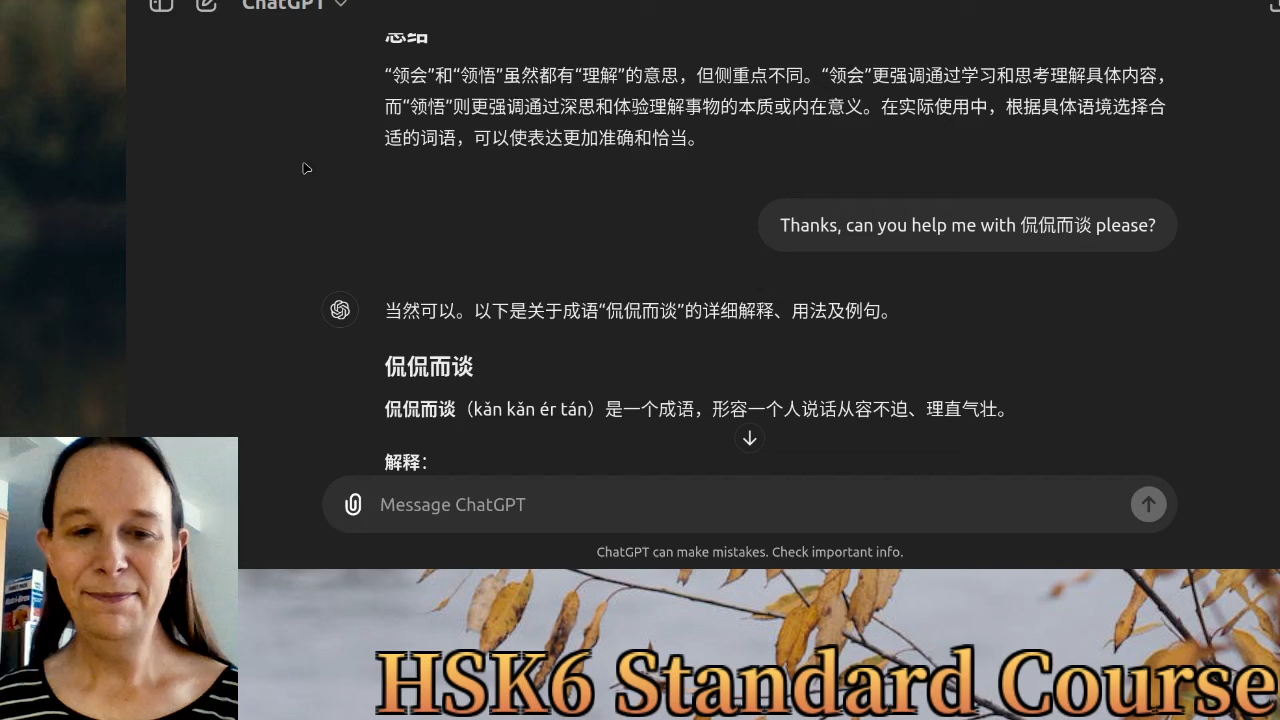 ChatGPT
总结
“领会”和“领悟”虽然都有“理解”的意思，但侧重点不同。“领会”更强调通过学习和思考理解具体内容，
而“领悟”则更强调通过深思和体验理解事物的本质或内在意义。在实际使用中，根据具体语境选择合
适的词语，可以使表达更加准确和恰当。
Thanks, can you help me with 侃侃而谈 please?
当然可以。以下是关于成语“侃侃而谈”的详细解释、用法及例句。
侃侃而谈
侃侃而谈（kǎn kǎn ér tán）是一个成语，形容一个人说话从容不迫、理直气壮。
解释：
Message ChatGPT
ChatGPT can make mistakes. Check important info.
HSK6 Standard Course